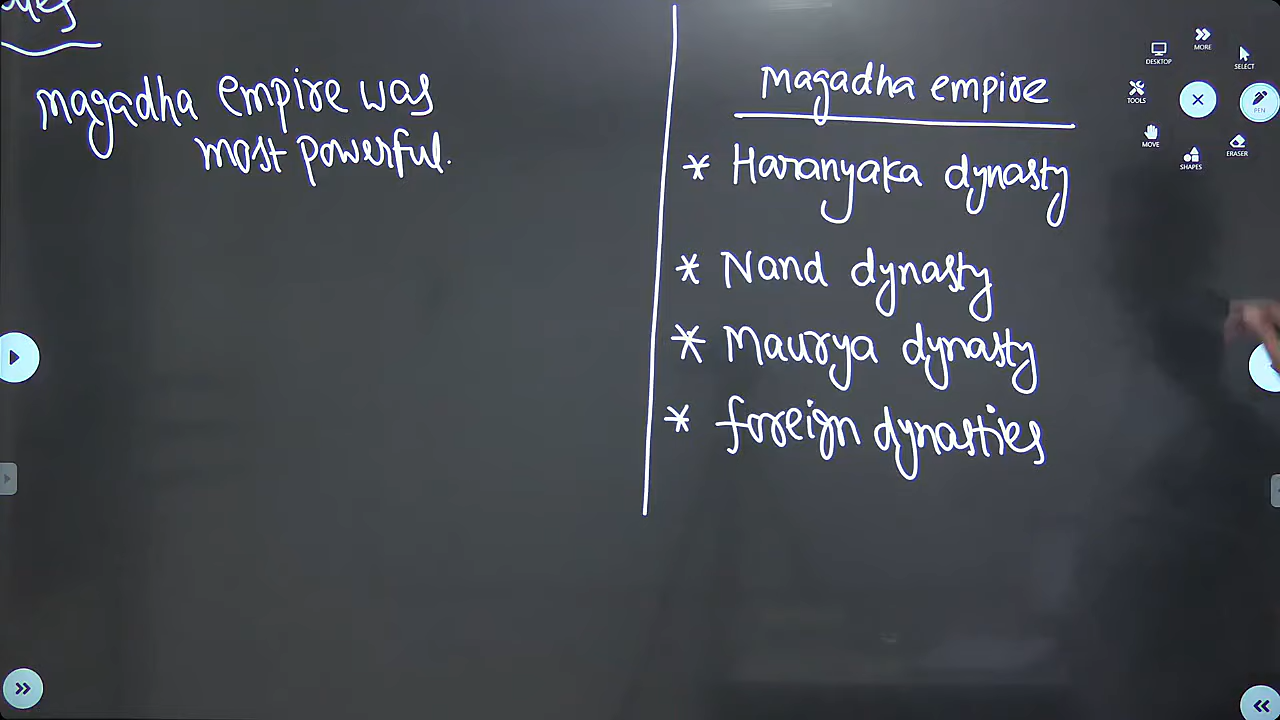 magadha empire was
most powerful.
Magadha empire
* Haranyaka dynasty
* Nand dynasty
* Maurya dynasty
* foreign dynasties
MORE
DESKTOP
SELECT
TOOLS
PEN
MOVE
ERASER
SHAPES